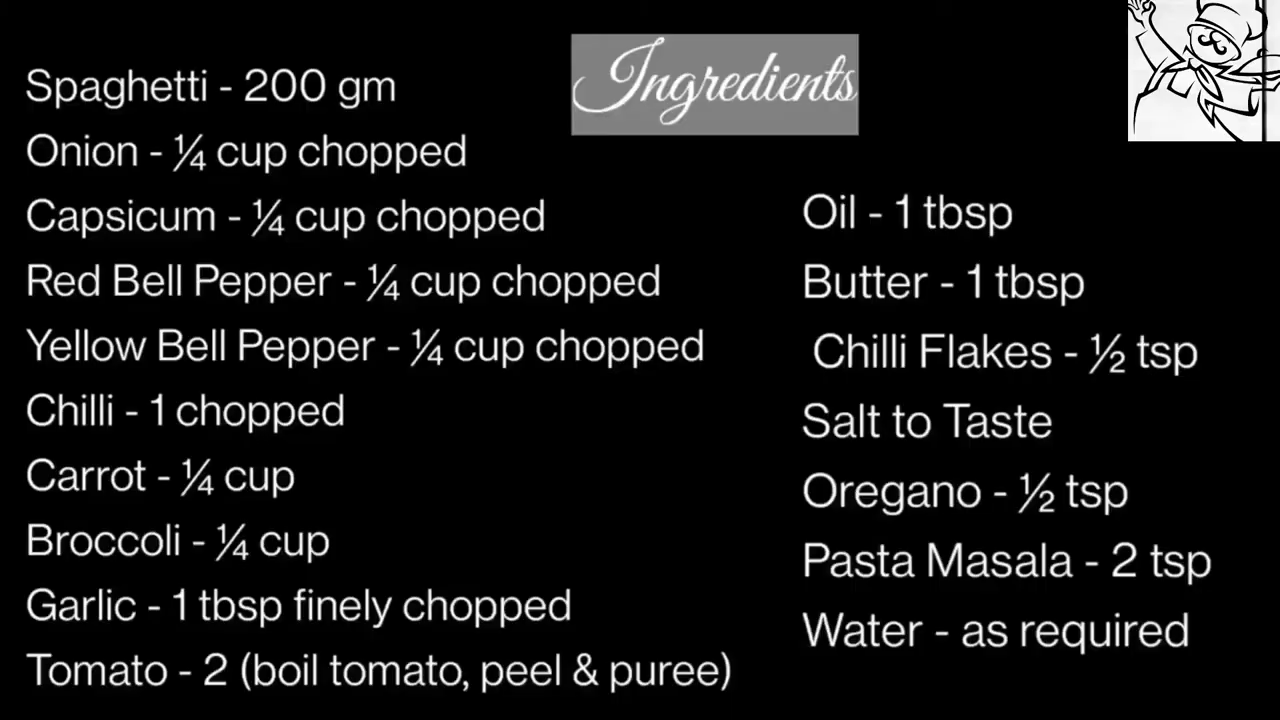 Ingredients
Spaghetti - 200 gm
Onion - ¼ cup chopped
Capsicum - ¼ cup chopped
Red Bell Pepper - ¼ cup chopped
Yellow Bell Pepper - ¼ cup chopped
Chilli - 1 chopped
Carrot - ¼ cup
Broccoli - ¼ cup
Garlic - 1 tbsp finely chopped
Tomato - 2 (boil tomato, peel & puree)
Oil - 1 tbsp
Butter - 1 tbsp
Chilli Flakes - ½ tsp
Salt to Taste
Oregano - ½ tsp
Pasta Masala - 2 tsp
Water - as required